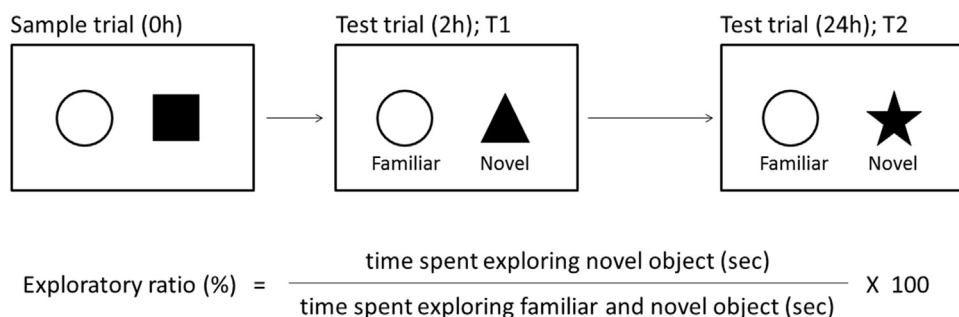 Sample trial (0h)
Test trial (2h); T1
Test trial (24h); T2
Familiar
Novel
Familiar
Novel
time spent exploring novel object (sec)
Exploratory ratio (%) = X 100
time spent exploring familiar and novel object (sec)